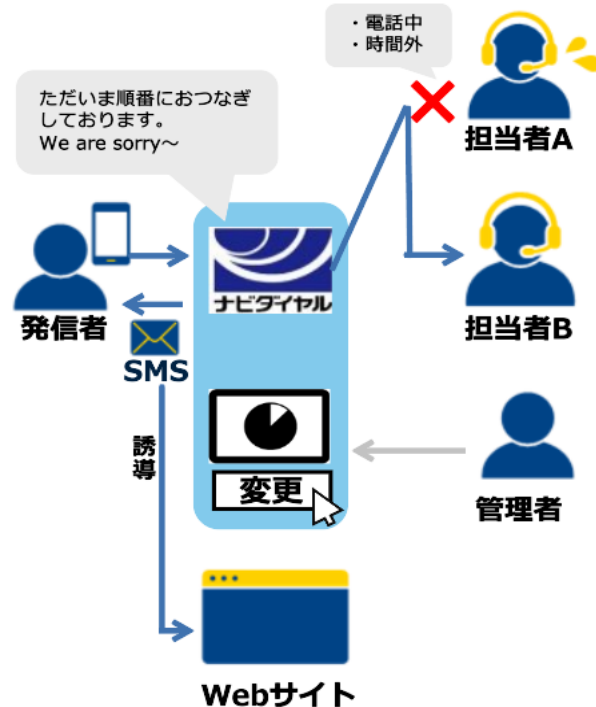 ・電話中
・時間外
担当者A
ただいま順番におつなぎ
しております。
We are sorry～
ナビダイヤル
発信者
担当者B
SMS
誘導
変更
管理者
Webサイト